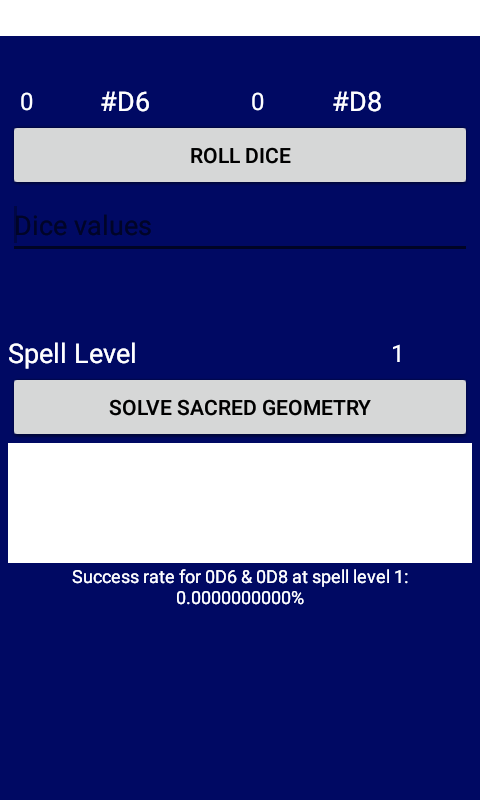 0 #D6 0 #D8
ROLL DICE
Dice values
Spell Level 1
SOLVE SACRED GEOMETRY
Success rate for 0D6 & 0D8 at spell level 1:
0.0000000000%